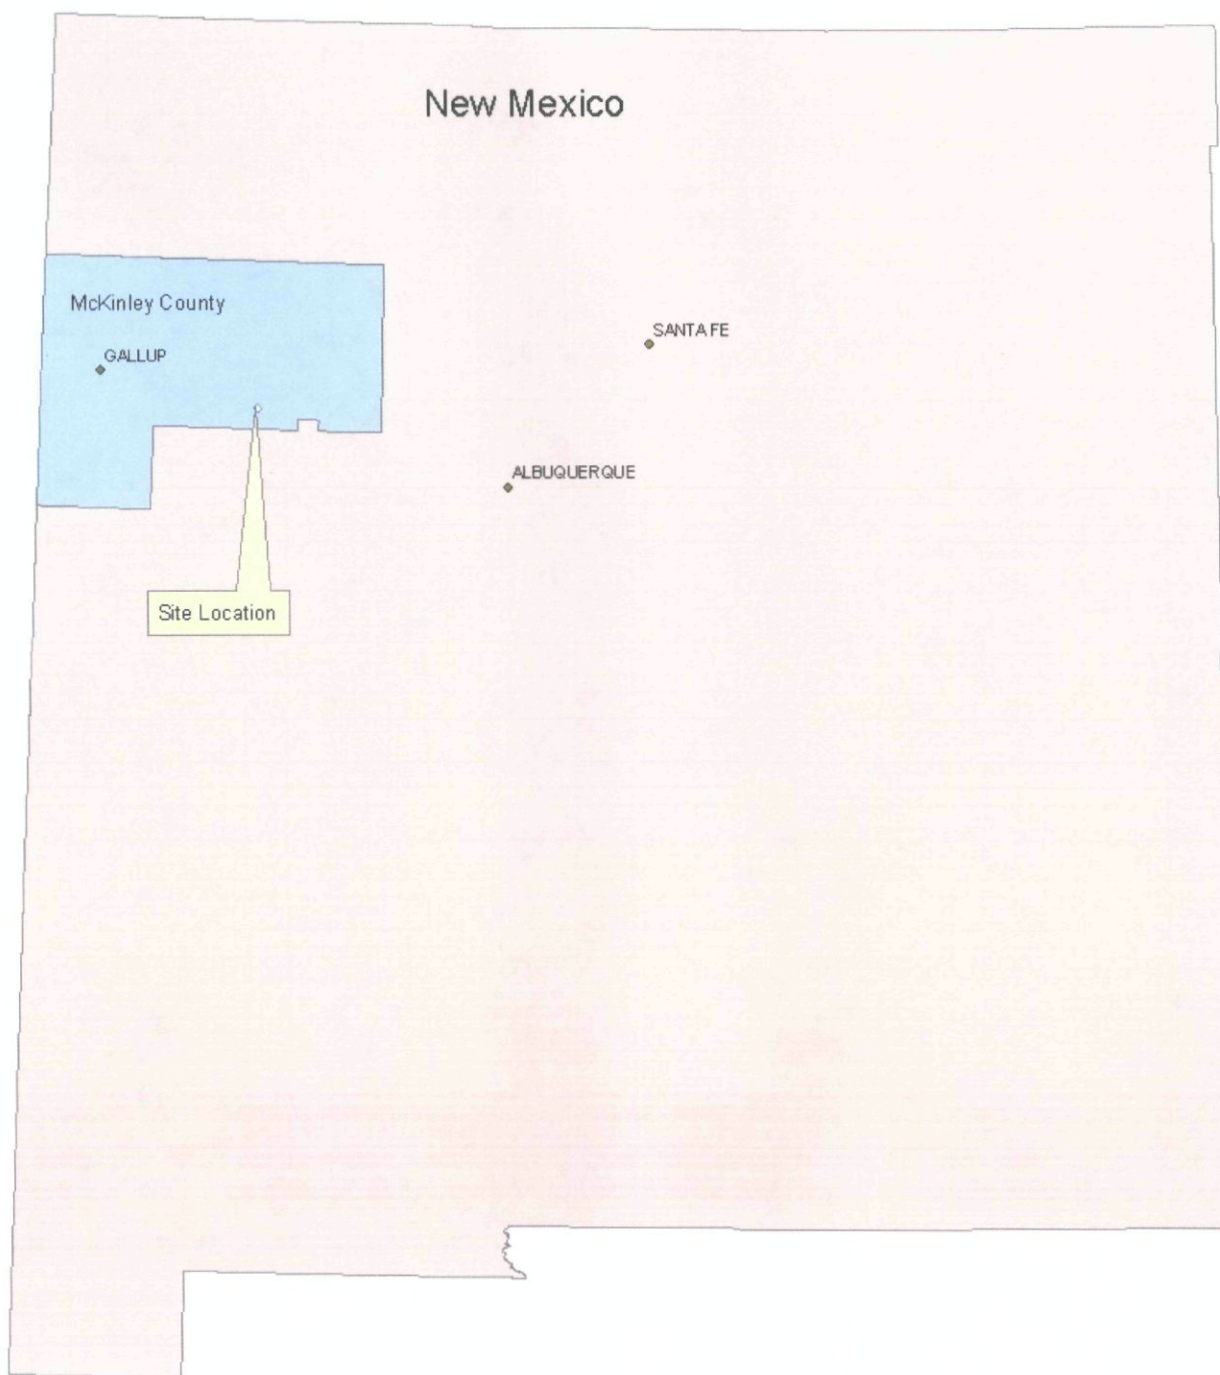 New Mexico
McKinley County
SANTA FE
GALLUP
ALBUQUERQUE
Site Location